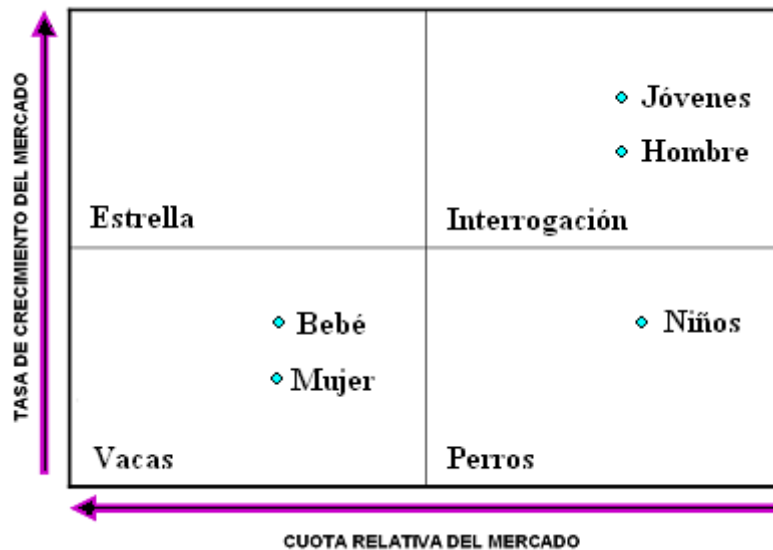 TASA DE CRECIMIENTO DEL MERCADO
Jóvenes
Hombre
Estrella
Interrogación
Bebé
Niños
Mujer
Vacas
Perros
CUOTA RELATIVA DEL MERCADO